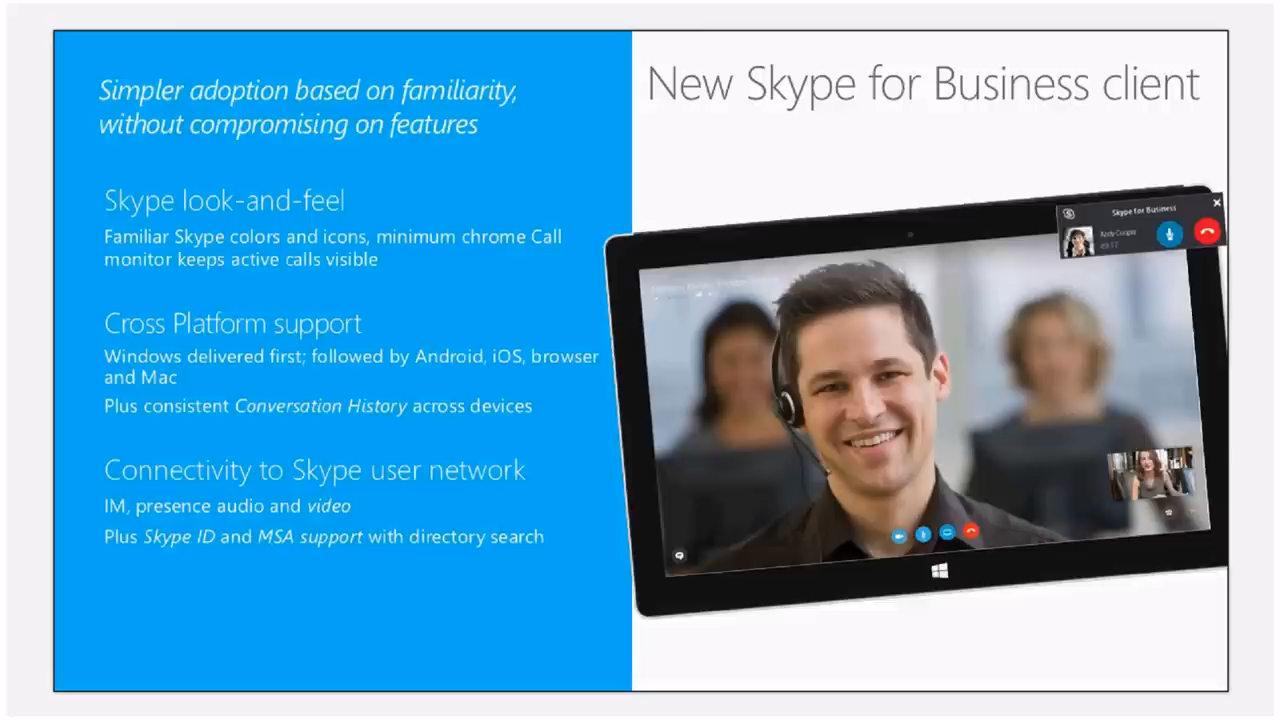 Simpler adoption based on familiarity,
without compromising on features
New Skype for Business client
Skype look-and-feel
Familiar Skype colors and icons, minimum chrome Call
monitor keeps active calls visible
Cross Platform support
Windows delivered first; followed by Android, iOS, browser
and Mac
Plus consistent Conversation History across devices
Connectivity to Skype user network
IM, presence audio and video
Plus Skype ID and MSA support with directory search
Skype for Business
Cooper